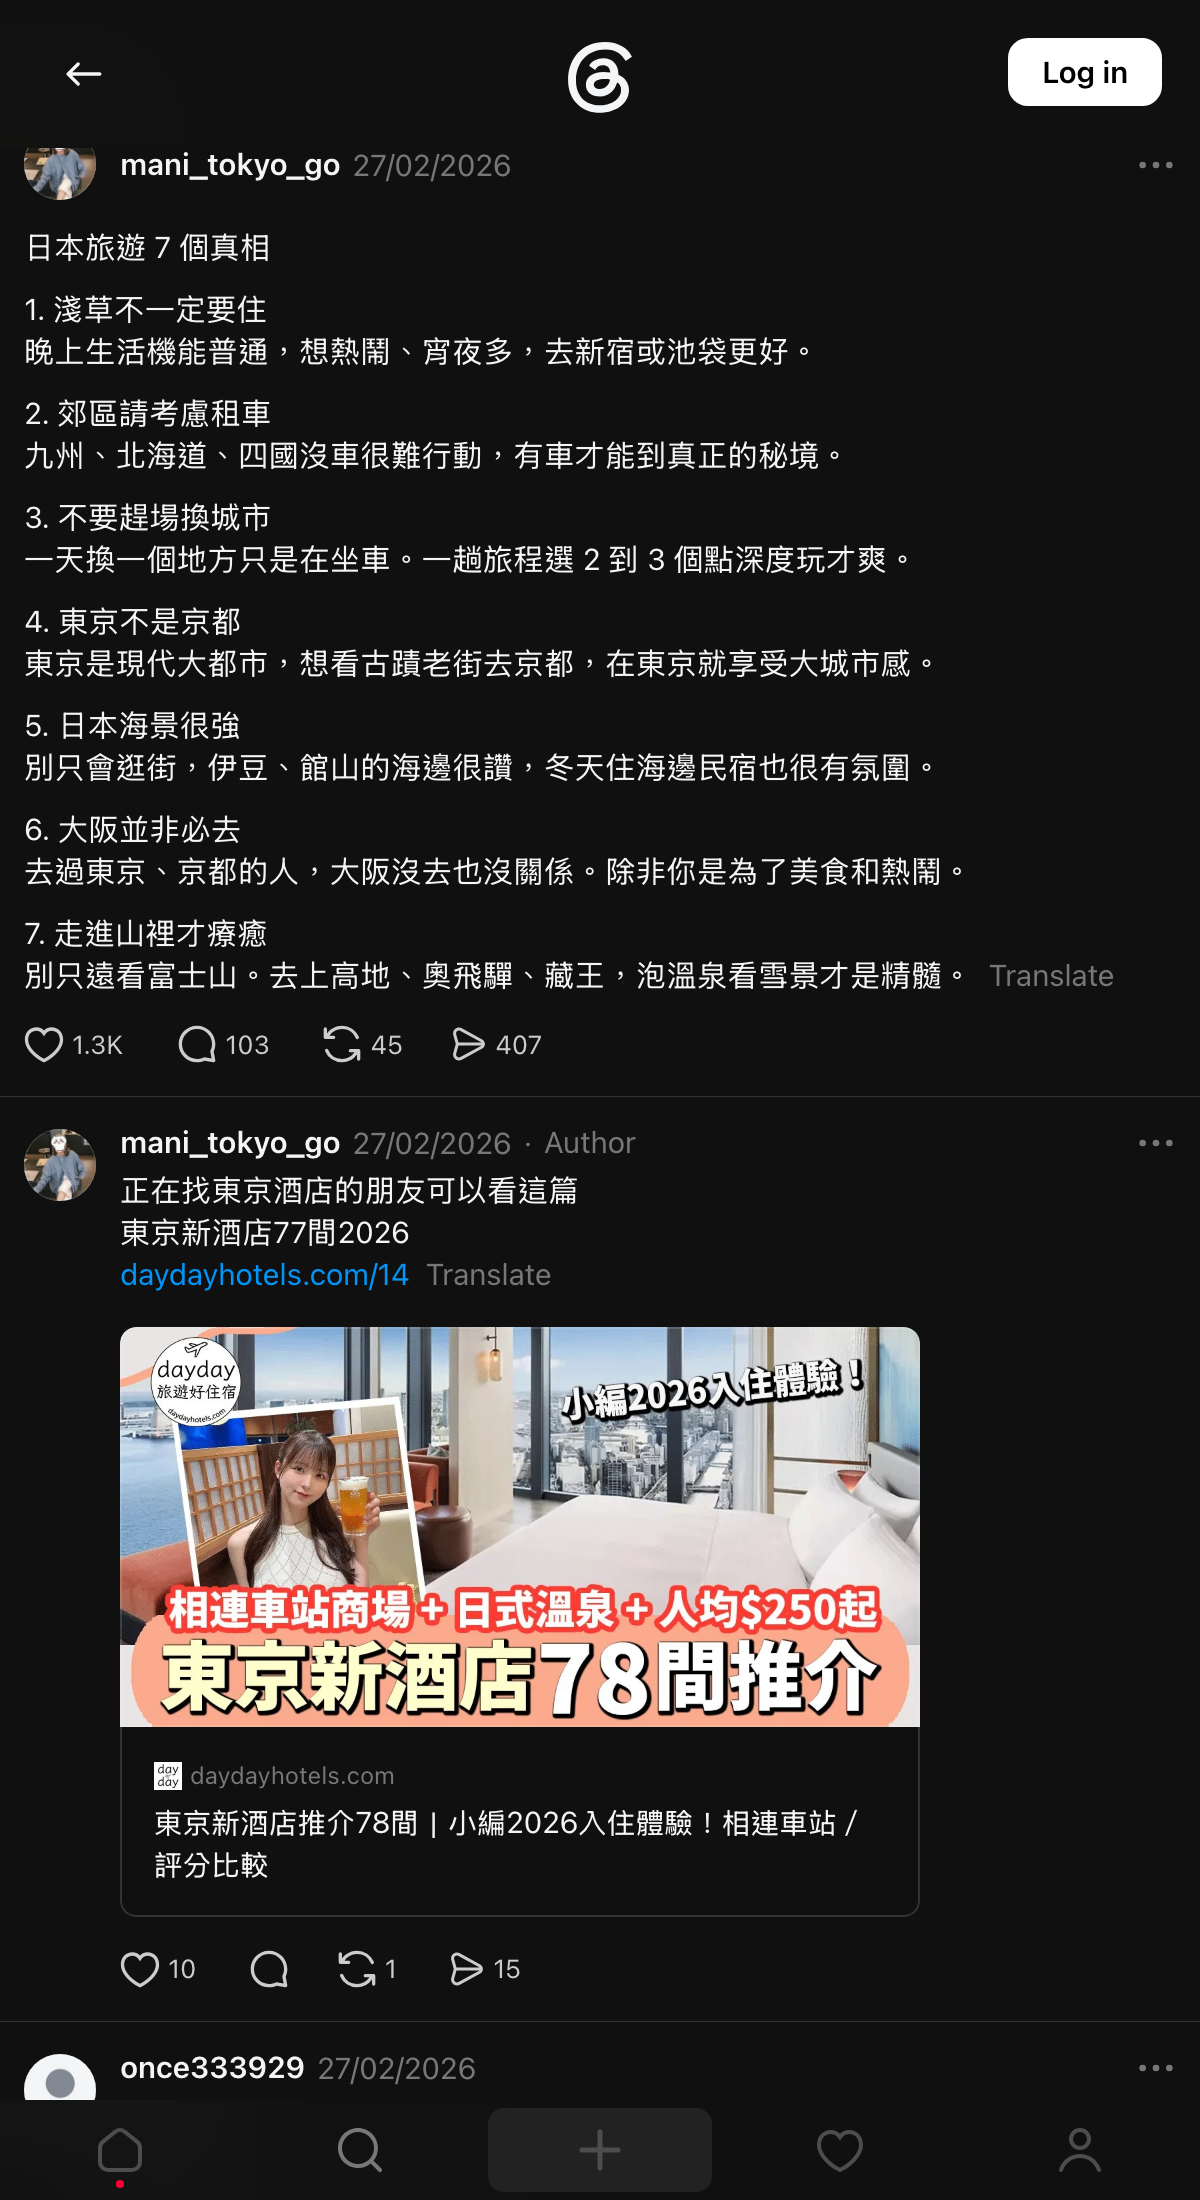 Log in
mani_tokyo_go 27/02/2026
日本旅遊 7 個真相
1. 淺草不一定要住
晚上生活機能普通，想熱鬧、宵夜多，去新宿或池袋更好。
2. 郊區請考慮租車
九州、北海道、四國沒車很難行動，有車才能到真正的秘境。
3. 不要趕場換城市
一天換一個地方只是在坐車。一趟旅程選 2 到 3 個點深度玩才爽。
4. 東京不是京都
東京是現代大都市，想看古蹟老街去京都，在東京就享受大城市感。
5. 日本海景很強
別只會逛街，伊豆、館山的海邊很讚，冬天住海邊民宿也很有氛圍。
6. 大阪並非必去
去過東京、京都的人，大阪沒去也沒關係。除非你是為了美食和熱鬧。
7. 走進山裡才療癒
別只遠看富士山。去上高地、奧飛驒、藏王，泡溫泉看雪景才是精髓。 Translate
1.3K 103 45 407
mani_tokyo_go 27/02/2026 · Author
正在找東京酒店的朋友可以看這篇
東京新酒店77間2026
daydayhotels.com/14 Translate
dayday
旅遊好住宿
daydayhotels.com
小編2026入住體驗！
相連車站商場+日式溫泉+人均$250起
東京新酒店78間推介
day
day
daydayhotels.com
東京新酒店推介78間 | 小編2026入住體驗！相連車站 /
評分比較
10 1 15
once333929 27/02/2026